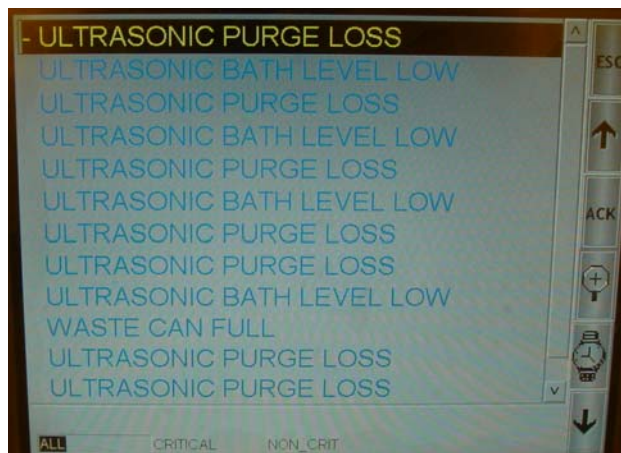 - ULTRASONIC PURGE LOSS
ULTRASONIC BATH LEVEL LOW
ULTRASONIC PURGE LOSS
ULTRASONIC BATH LEVEL LOW
ULTRASONIC PURGE LOSS
ULTRASONIC BATH LEVEL LOW
ULTRASONIC PURGE LOSS
ULTRASONIC PURGE LOSS
ULTRASONIC BATH LEVEL LOW
WASTE CAN FULL
ULTRASONIC PURGE LOSS
ULTRASONIC PURGE LOSS
ESC
ACK
ALL CRITICAL NON_CRIT